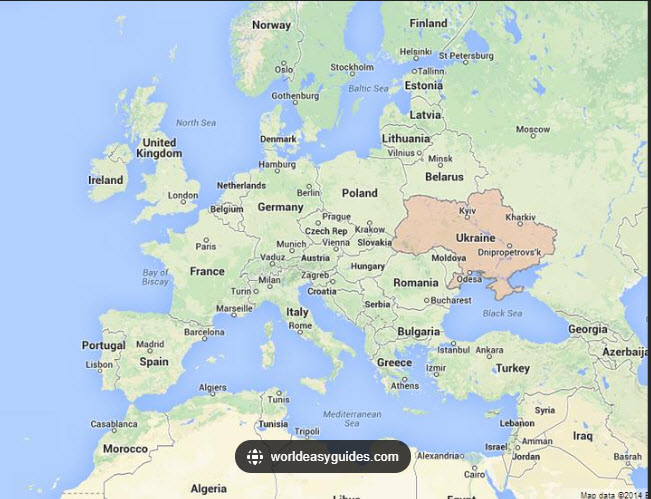 Norway
Finland
Helsinki
St Petersburg
Oslo
Stockholm
Tallinn
Estonia
Baltic Sea
Gothenburg
Latvia
North Sea
Moscow
Denmark
Lithuania
United
Kingdom
Vilnius
Minsk
Hamburg
Ireland
Belarus
Netherlands
Berlin
London
Poland
Belgium
Germany
Kyiv
Kharkiv
Prague
Krakow
Czech Rep
Ukraine
Paris
Munich
Vienna
Slovakia
Dnipropetrovs'k
Vaduz
Austria
Moldova
Hungary
France
Bay of
Biscay
Zagreb
Milan
Turin
Odesa
Romania
Croatia
Serbia
Bucharest
Marseille
Italy
Black Sea
Rome
Bulgaria
Georgia
Barcelona
Portugal
Madrid
Istanbul
Ankara
Azerbaij
Spain
Greece
Lisbon
Izmir
Turkey
Athens
Algiers
Tunis
Mediterranean
Sea
Syria
Casablanca
Tunisia
Lebanon
Tripoli
Iraq
Morocco
Israel
Amman
worldeasyguides.com
Alexandria
Jordan
Basrah
Cairo
Algeria
Libya
Egypt
Map data ©2014